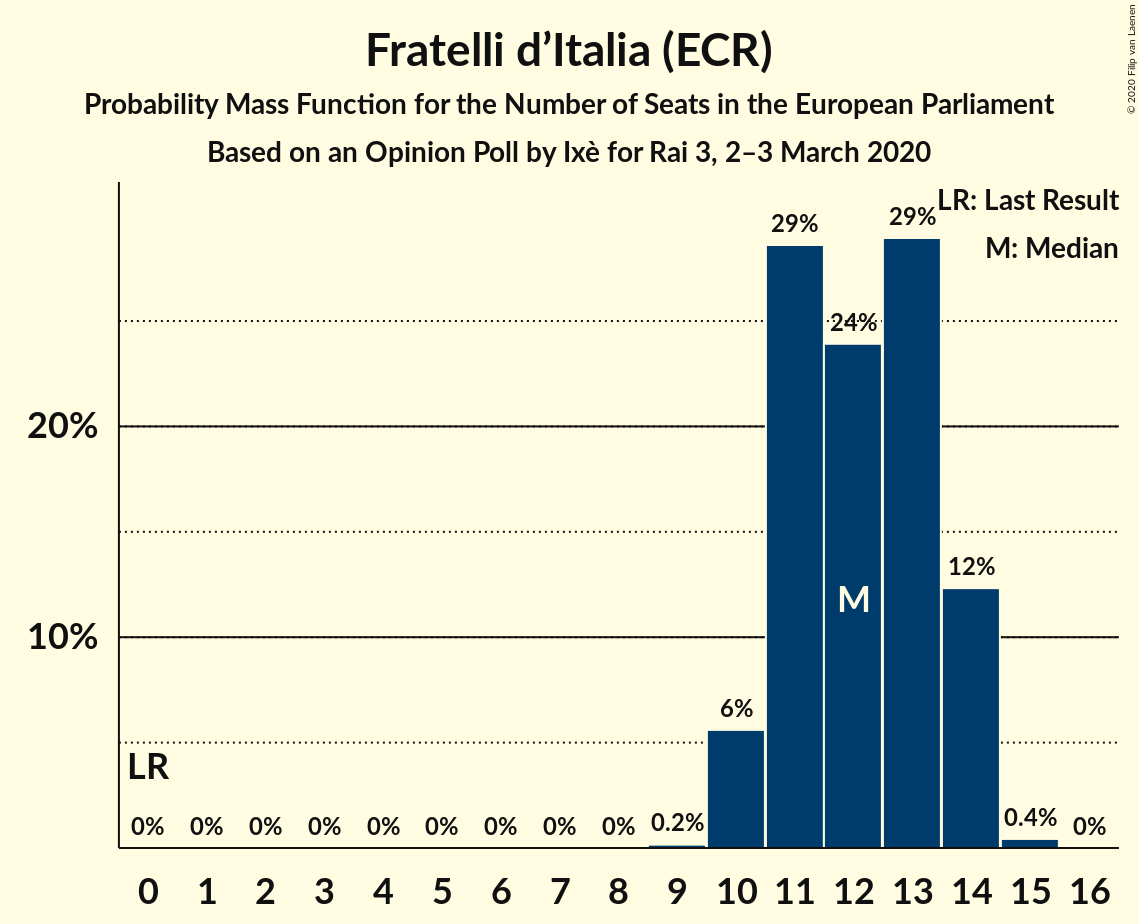 Fratelli d’Italia (ECR)
Probability Mass Function for the Number of Seats in the European Parliament
Based on an Opinion Poll by Ixè for Rai 3, 2–3 March 2020
© 2020 Filip van Laenen
LR: Last Result
M: Median
29%
29%
24%
20%
12%
M
10%
6%
LR
0% 0% 0% 0% 0% 0% 0% 0% 0% 0.2% 0.4% 0%
0 1 2 3 4 5 6 7 8 9 10 11 12 13 14 15 16